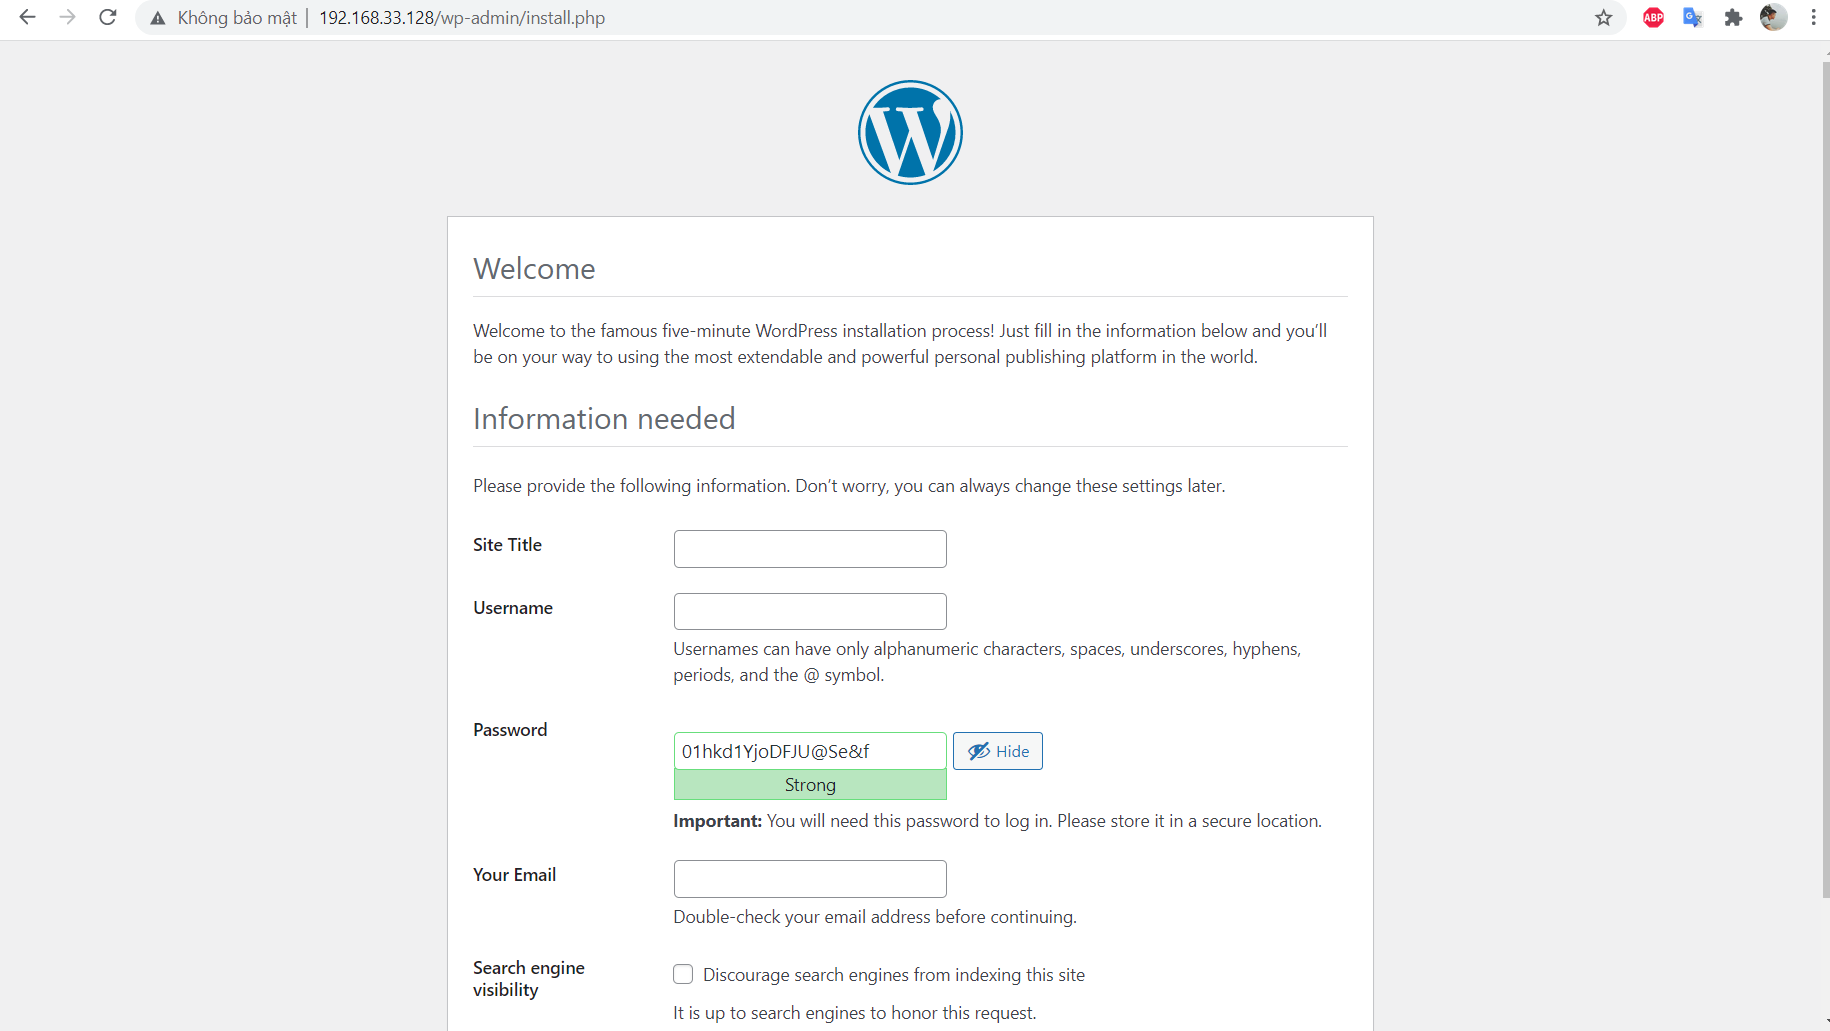 Không bảo mật | 192.168.33.128/wp-admin/install.php
ABP
Welcome
Welcome to the famous five-minute WordPress installation process! Just fill in the information below and you’ll
be on your way to using the most extendable and powerful personal publishing platform in the world.
Information needed
Please provide the following information. Don’t worry, you can always change these settings later.
Site Title
Username
Usernames can have only alphanumeric characters, spaces, underscores, hyphens,
periods, and the @ symbol.
Password
01hkd1YjoDFJU@Se&f
Hide
Strong
Important: You will need this password to log in. Please store it in a secure location.
Your Email
Double-check your email address before continuing.
Search engine
visibility
Discourage search engines from indexing this site
It is up to search engines to honor this request.